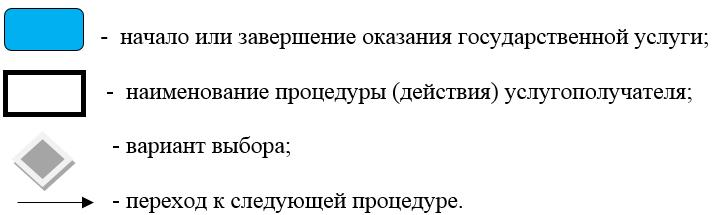 - начало или завершение оказания государственной услуги;
- наименование процедуры (действия) услугополучателя;
- вариант выбора;
- переход к следующей процедуре.